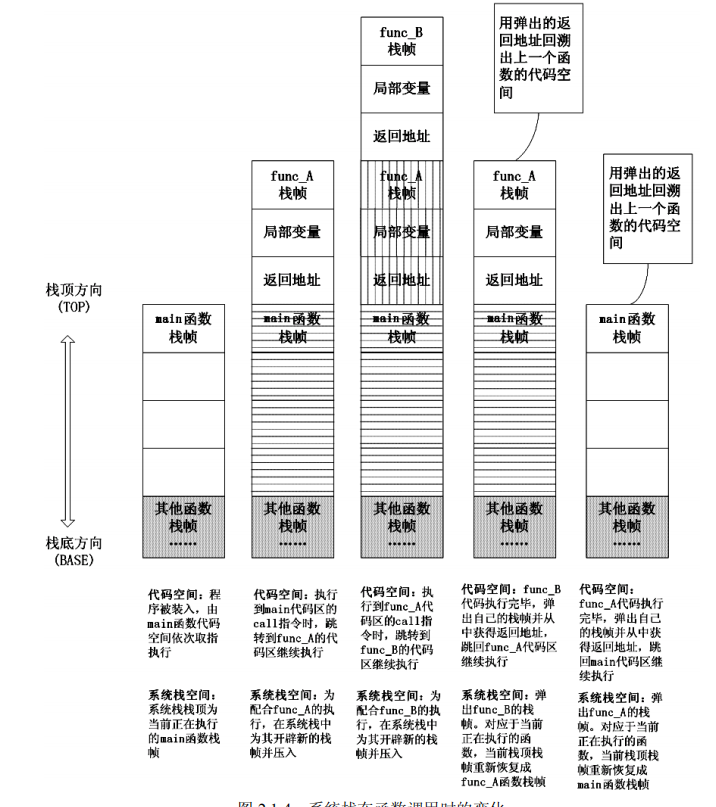 func_B
栈帧
局部变量
返回地址
用弹出的返
回地址回溯
出上一个函
数的代码空
间
func_A
栈帧
局部变量
返回地址
func_A
栈帧
局部变量
返回地址
func_A
栈帧
局部变量
返回地址
用弹出的返
回地址回溯
出上一个函
数的代码空
间
栈顶方向
(TOP)
main函数
栈帧
main函数
栈帧
main函数
栈帧
main函数
栈帧
main函数
栈帧
其他函数
栈帧
……
其他函数
栈帧
……
其他函数
栈帧
……
其他函数
栈帧
……
其他函数
栈帧
……
栈底方向
(BASE)
代码空间：程
序被装入，由
main函数代码
空间依次取指
执行
系统栈空间：
系统栈栈顶为
当前正在执行
的main函数栈
帧
代码空间：执行
到main代码区的
call指令时，跳
转到func_A的代
码区继续执行
系统栈空间：为
配合func_A的执
行，在系统栈中
为其开辟新的栈
帧并压入
代码空间：执
行到func_A代
码区的call指
令时，跳转到
func_B的代码
区继续执行
系统栈空间：为
配合func_B的执
行，在系统栈中
为其开辟新的栈
帧并压入
代码空间：func_B
代码执行完毕，弹
出自己的栈帧并从
中获得返回地址，
跳回func_A代码区
继续执行
系统栈空间：弹
出func_B的栈
帧。对应于当前
正在执行的函
数，当前栈顶栈
帧重新恢复成
func_A函数栈帧
代码空间：
func_A代码执行
完毕，弹出自己
的栈帧并从中获
得返回地址，跳
回main代码区继
续执行
系统栈空间：弹
出func_A的栈
帧。对应于当前
正在执行的函
数，当前栈顶栈
帧重新恢复成
main函数栈帧
图 2.1.4 系统栈在函数调用时的变化